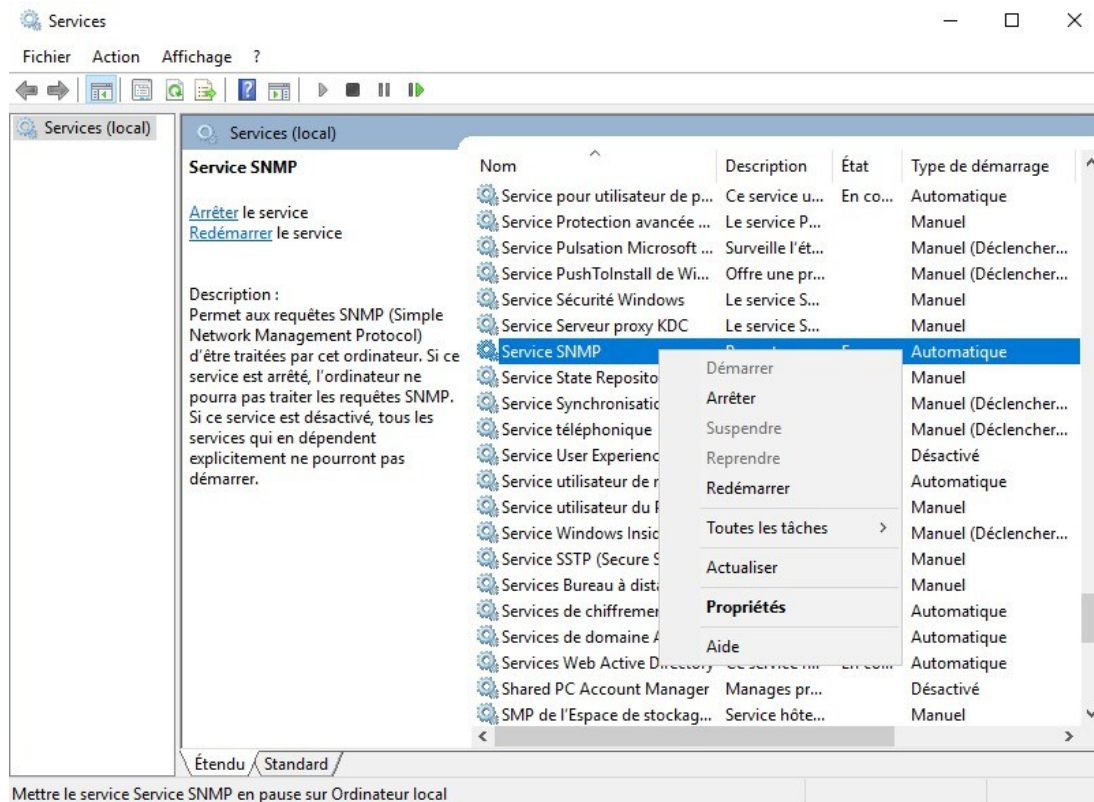 Services
Fichier Action Affichage ?
Services (local)
Services (local)
Service SNMP
Arrêter le service
Redémarrer le service
Description :
Permet aux requêtes SNMP (Simple
Network Management Protocol)
d’être traitées par cet ordinateur. Si ce
service est arrêté, l’ordinateur ne
pourra pas traiter les requêtes SNMP.
Si ce service est désactivé, tous les
services qui en dépendent
explicitement ne pourront pas
démarrer.
Nom Description État Type de démarrage
Service pour utilisateur de p... Ce service u... En co... Automatique
Service Protection avancée ... Le service P... Manuel
Service Pulsation Microsoft ... Surveille l’ét... Manuel (Déclencher...
Service PushToInstall de Wi... Offre une pr... Manuel (Déclencher...
Service Sécurité Windows Le service S... Manuel
Service Serveur proxy KDC Le service S... Manuel
Service SNMP Automatique
Service State Reposito Manuel
Service Synchronisatio Manuel (Déclencher...
Service téléphonique Manuel (Déclencher...
Service User Experienc Désactivé
Service utilisateur de Automatique
Service utilisateur du Manuel
Service Windows Insid Manuel (Déclencher...
Service SSTP (Secure Manuel
Services Bureau à dista Manuel
Services de chiffremer Automatique
Services de domaine Automatique
Services Web Active Directory Automatique
Shared PC Account Manager Manages pr... Désactivé
SMP de l’Espace de stockag... Service hôte... Manuel
Démarrer
Arrêter
Suspendre
Reprendre
Redémarrer
Toutes les tâches
Actualiser
Propriétés
Aide
Étendu Standard
Mettre le service Service SNMP en pause sur Ordinateur local